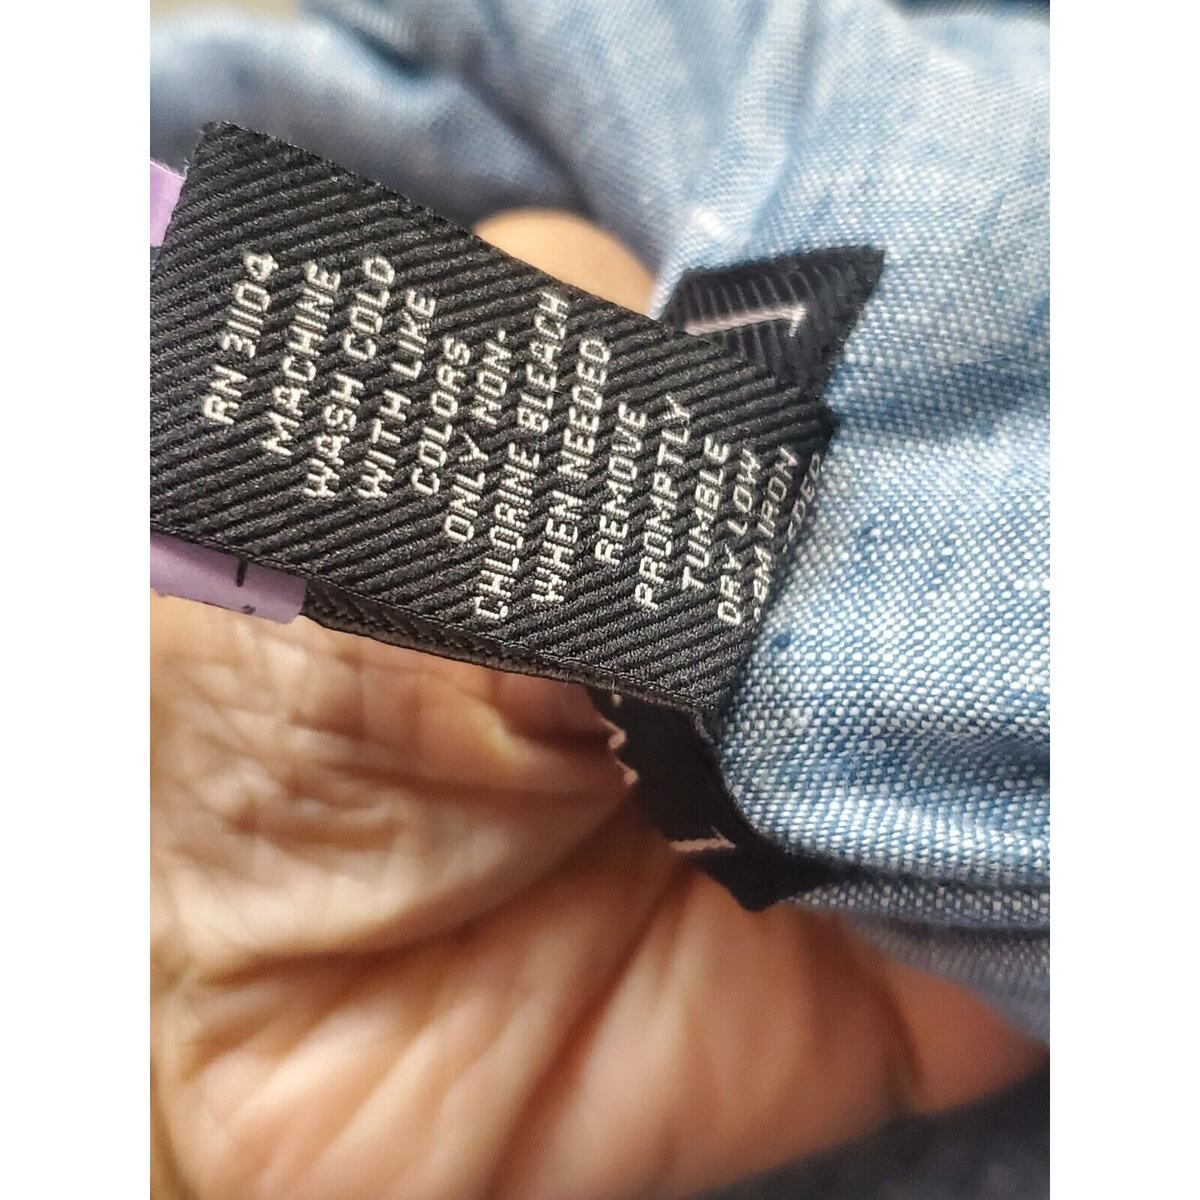 RN 31104
MACHINE
WASH COLD
WITH LIKE
COLORS
ONLY NON-
CHLORINE BLEACH
WHEN NEEDED
REMOVE
PROMPTLY
TUMBLE
DRY LOW
IRON